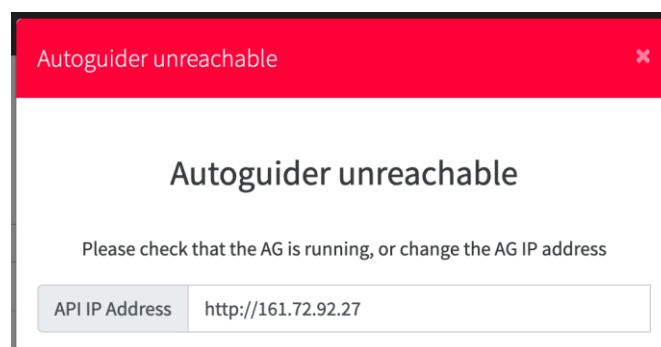 Autoguider unreachable ×
Autoguider unreachable
Please check that the AG is running, or change the AG IP address
API IP Address http://161.72.92.27